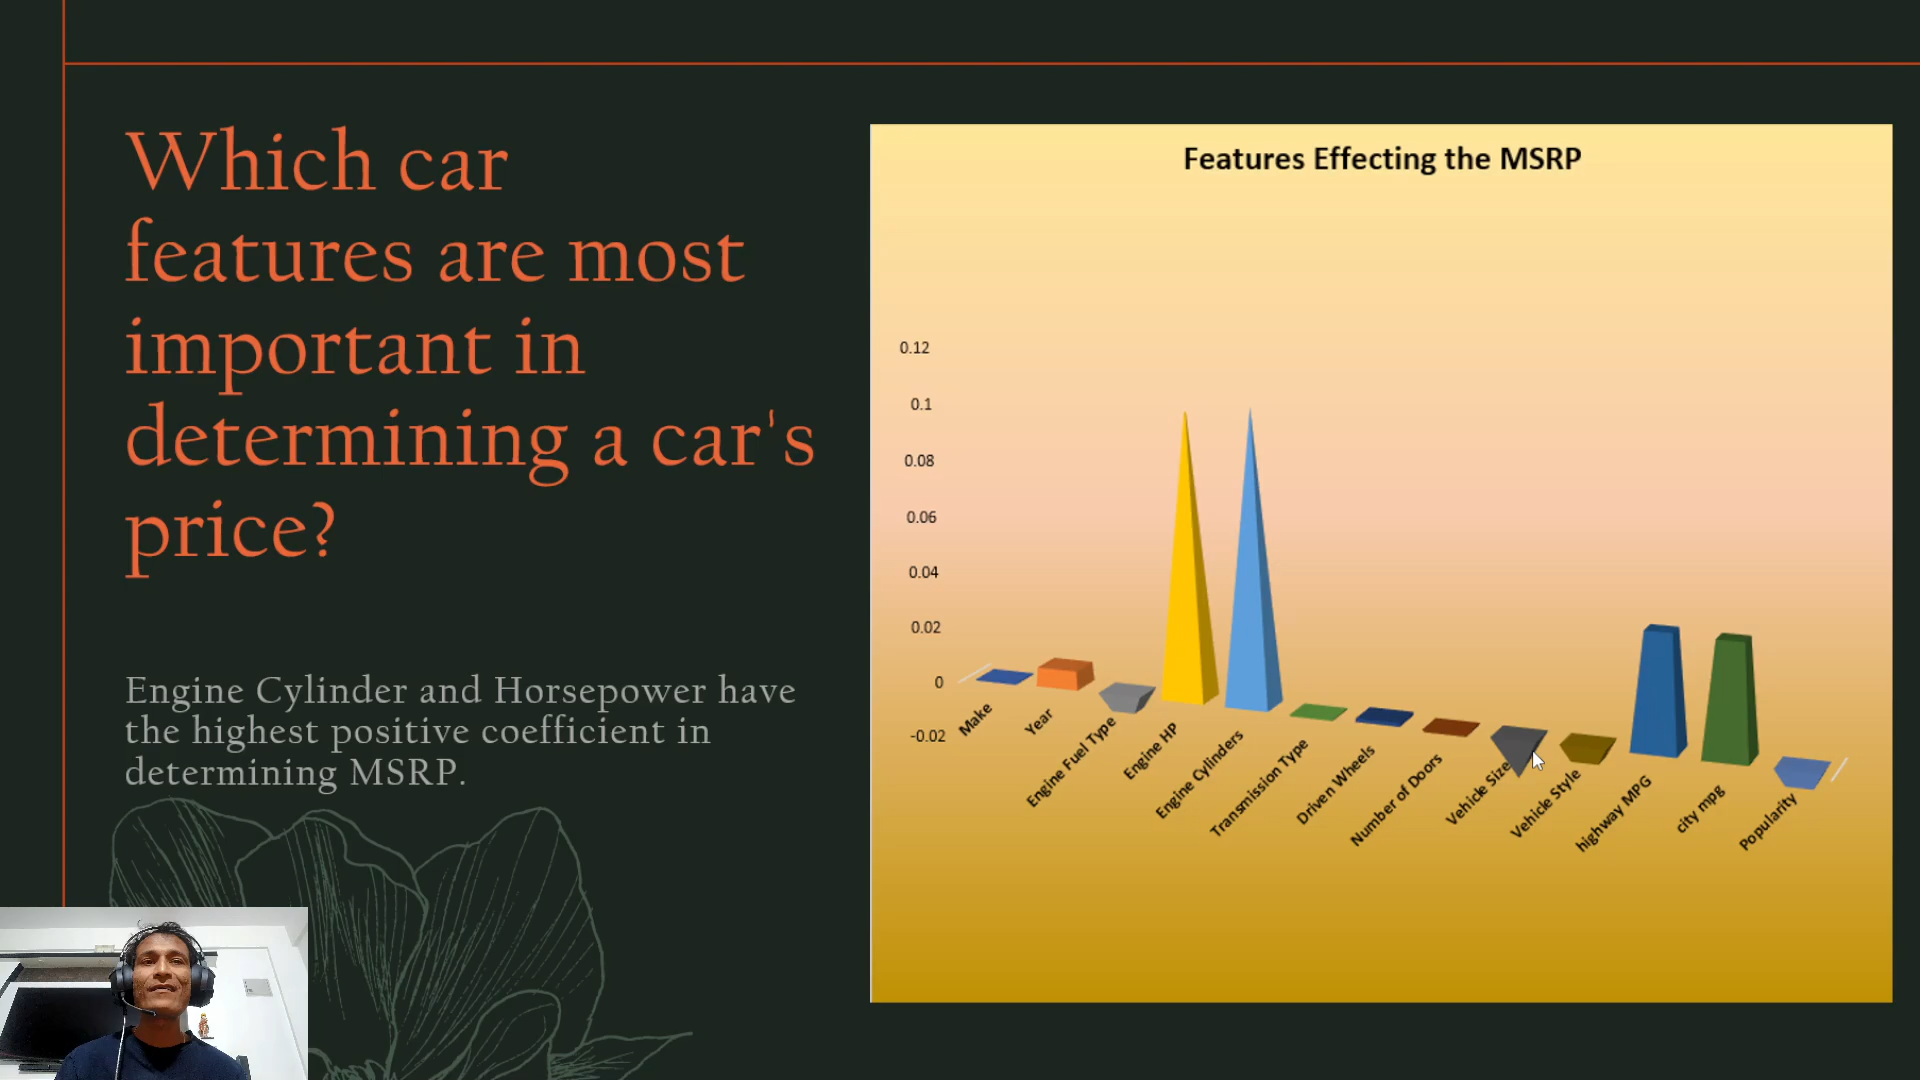 Which car
features are most
important in
determining a car's
price?
Engine Cylinder and Horsepower have
the highest positive coefficient in
determining MSRP.
Features Effecting the MSRP
0.12
0.1
0.08
0.06
0.04
0.02
0
-0.02
Make
Year
Engine Fuel Type
Engine HP
Engine Cylinders
Transmission Type
Driven Wheels
Number of Doors
Vehicle Size
Vehicle Style
highway MPG
city mpg
Popularity